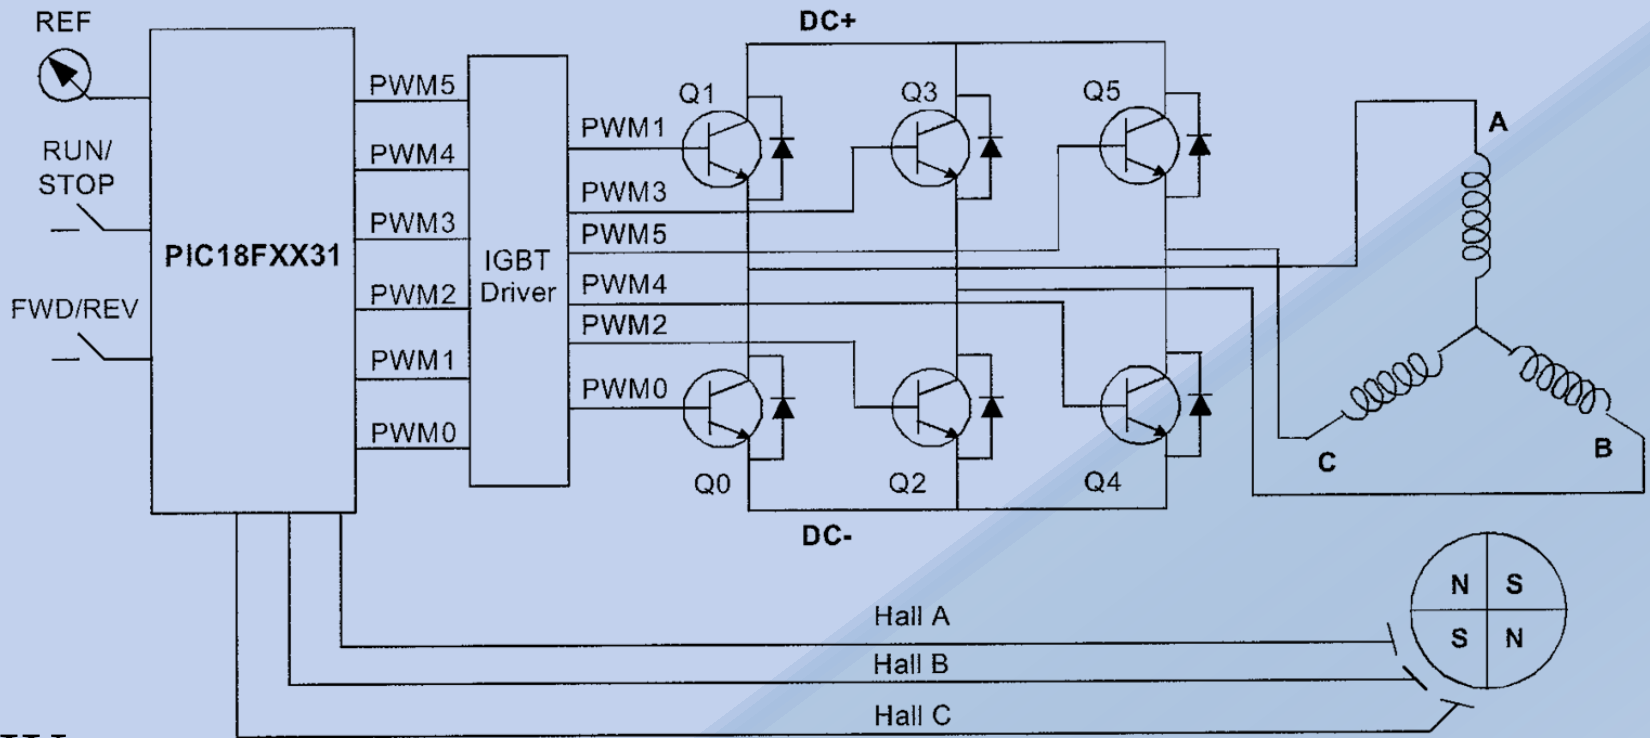 REF
RUN/
STOP
FWD/REV
PIC18FXX31
PWM5
PWM4
PWM3
PWM2
PWM1
PWM0
IGBT
Driver
PWM1
PWM3
PWM5
PWM4
PWM2
PWM0
DC+
Q1
Q3
Q5
Q0
Q2
Q4
DC-
A
C
B
N S
S N
Hall A
Hall B
Hall C